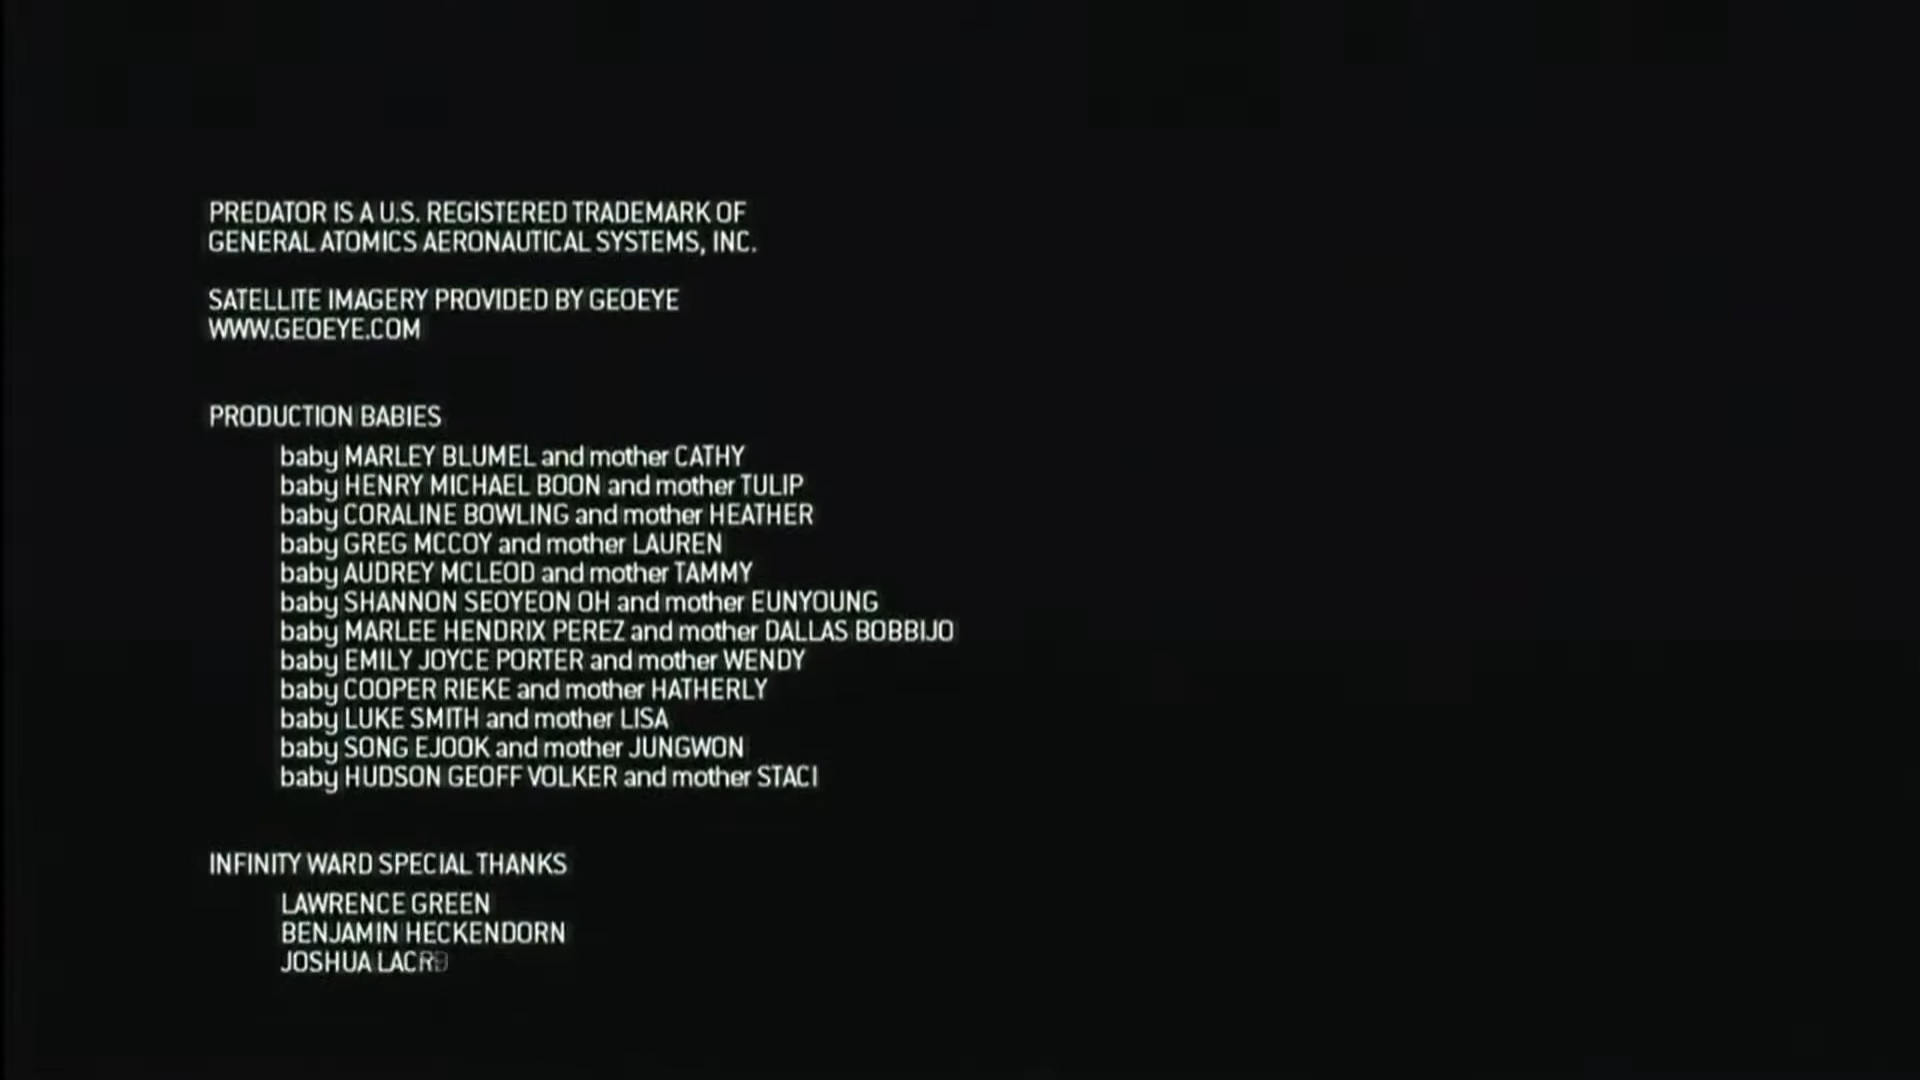 PREDATOR IS A U.S. REGISTERED TRADEMARK OF
GENERAL ATOMICS AERONAUTICAL SYSTEMS, INC.
SATELLITE IMAGERY PROVIDED BY GEOEYE
WWW.GEOEYE.COM
PRODUCTION BABIES
baby MARLEY BLUMEL and mother CATHY
baby HENRY MICHAEL BOON and mother TULIP
baby CORALINE BOWLING and mother HEATHER
baby GREG MCCOY and mother LAUREN
baby AUDREY MCLEOD and mother TAMMY
baby SHANNON SEOYEON OH and mother EUNYOUNG
baby MARLEE HENDRIX PEREZ and mother DALLAS BOBBIJO
baby EMILY JOYCE PORTER and mother WENDY
baby COOPER RIEKE and mother HATHERLY
baby LUKE SMITH and mother LISA
baby SONG EJOOK and mother JUNGWON
baby HUDSON GEOFF VOLKER and mother STACI
INFINITY WARD SPECIAL THANKS
LAWRENCE GREEN
BENJAMIN HECKENDORN
JOSHUA